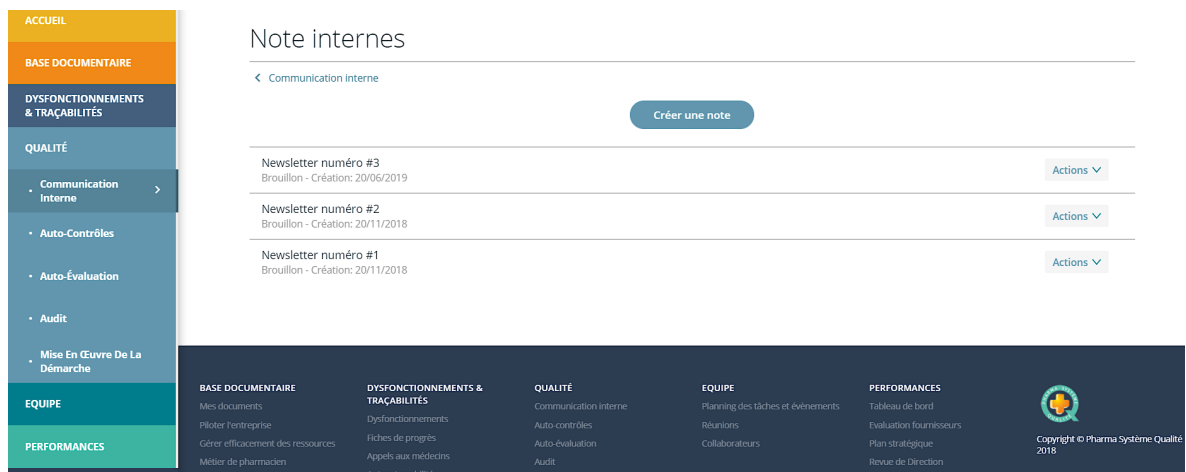 ACCUEIL
BASE DOCUMENTAIRE
DYSFONCTIONNEMENTS
& TRAÇABILITÉS
QUALITÉ
Communication
Interne
Auto-Contrôles
Auto-Évaluation
Audit
Mise En Œuvre De La
Démarche
EQUIPE
PERFORMANCES
Note internes
Communication interne
Créer une note
Newsletter numéro #3
Brouillon - Création: 20/06/2019
Actions
Newsletter numéro #2
Brouillon - Création: 20/11/2018
Actions
Newsletter numéro #1
Brouillon - Création: 20/11/2018
Actions
BASE DOCUMENTAIRE
Mes documents
Piloter l'entreprise
Gérer efficacement des ressources
Métier de pharmacien
DYSFONCTIONNEMENTS &
TRAÇABILITÉS
Dysfonctionnements
Fiches de progrès
Appels aux médecins
QUALITÉ
Communication interne
Auto-contrôles
Auto-évaluation
Audit
EQUIPE
Planning des tâches et évènements
Réunions
Collaborateurs
PERFORMANCES
Tableau de bord
Evaluation fournisseurs
Plan stratégique
Revue de Direction
Copyright © Pharma Système Qualité
2018